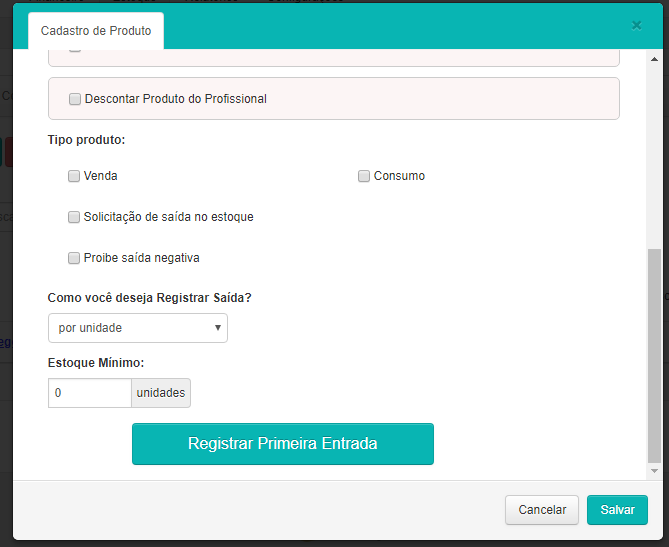 Cadastro de Produto
×
Descontar Produto do Profissional
Tipo produto:
Venda
Consumo
Solicitação de saída no estoque
Proibe saída negativa
Como você deseja Registrar Saída?
por unidade
Estoque Mínimo:
0 unidades
Registrar Primeira Entrada
Cancelar
Salvar